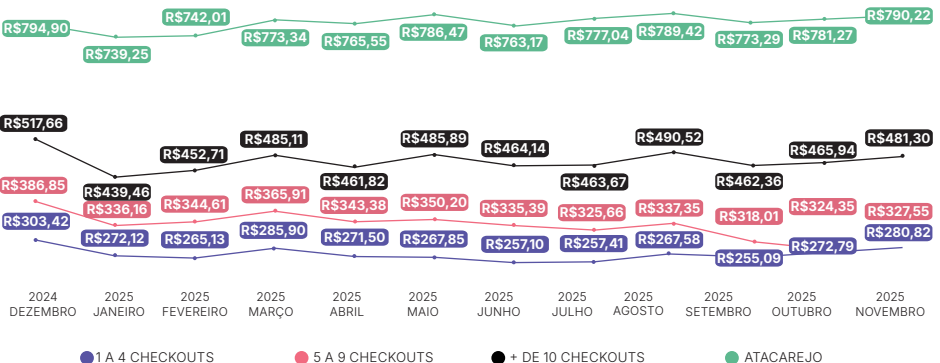 R$794,90
R$739,25
R$742,01
R$773,34
R$765,55
R$786,47
R$763,17
R$777,04
R$789,42
R$773,29
R$781,27
R$790,22
R$517,66
R$439,46
R$452,71
R$485,11
R$461,82
R$485,89
R$464,14
R$463,67
R$490,52
R$462,36
R$465,94
R$481,30
R$386,85
R$336,16
R$344,61
R$365,91
R$343,38
R$350,20
R$335,39
R$325,66
R$337,35
R$318,01
R$324,35
R$327,55
R$303,42
R$272,12
R$265,13
R$285,90
R$271,50
R$267,85
R$257,10
R$257,41
R$267,58
R$255,09
R$272,79
R$280,82
2024 2025 2025 2025 2025 2025 2025 2025 2025 2025 2025 2025
DEZEMBRO JANEIRO FEVEREIRO MARÇO ABRIL MAIO JUNHO JULHO AGOSTO SETEMBRO OUTUBRO NOVEMBRO
1 A 4 CHECKOUTS 5 A 9 CHECKOUTS + DE 10 CHECKOUTS ATACAREJO